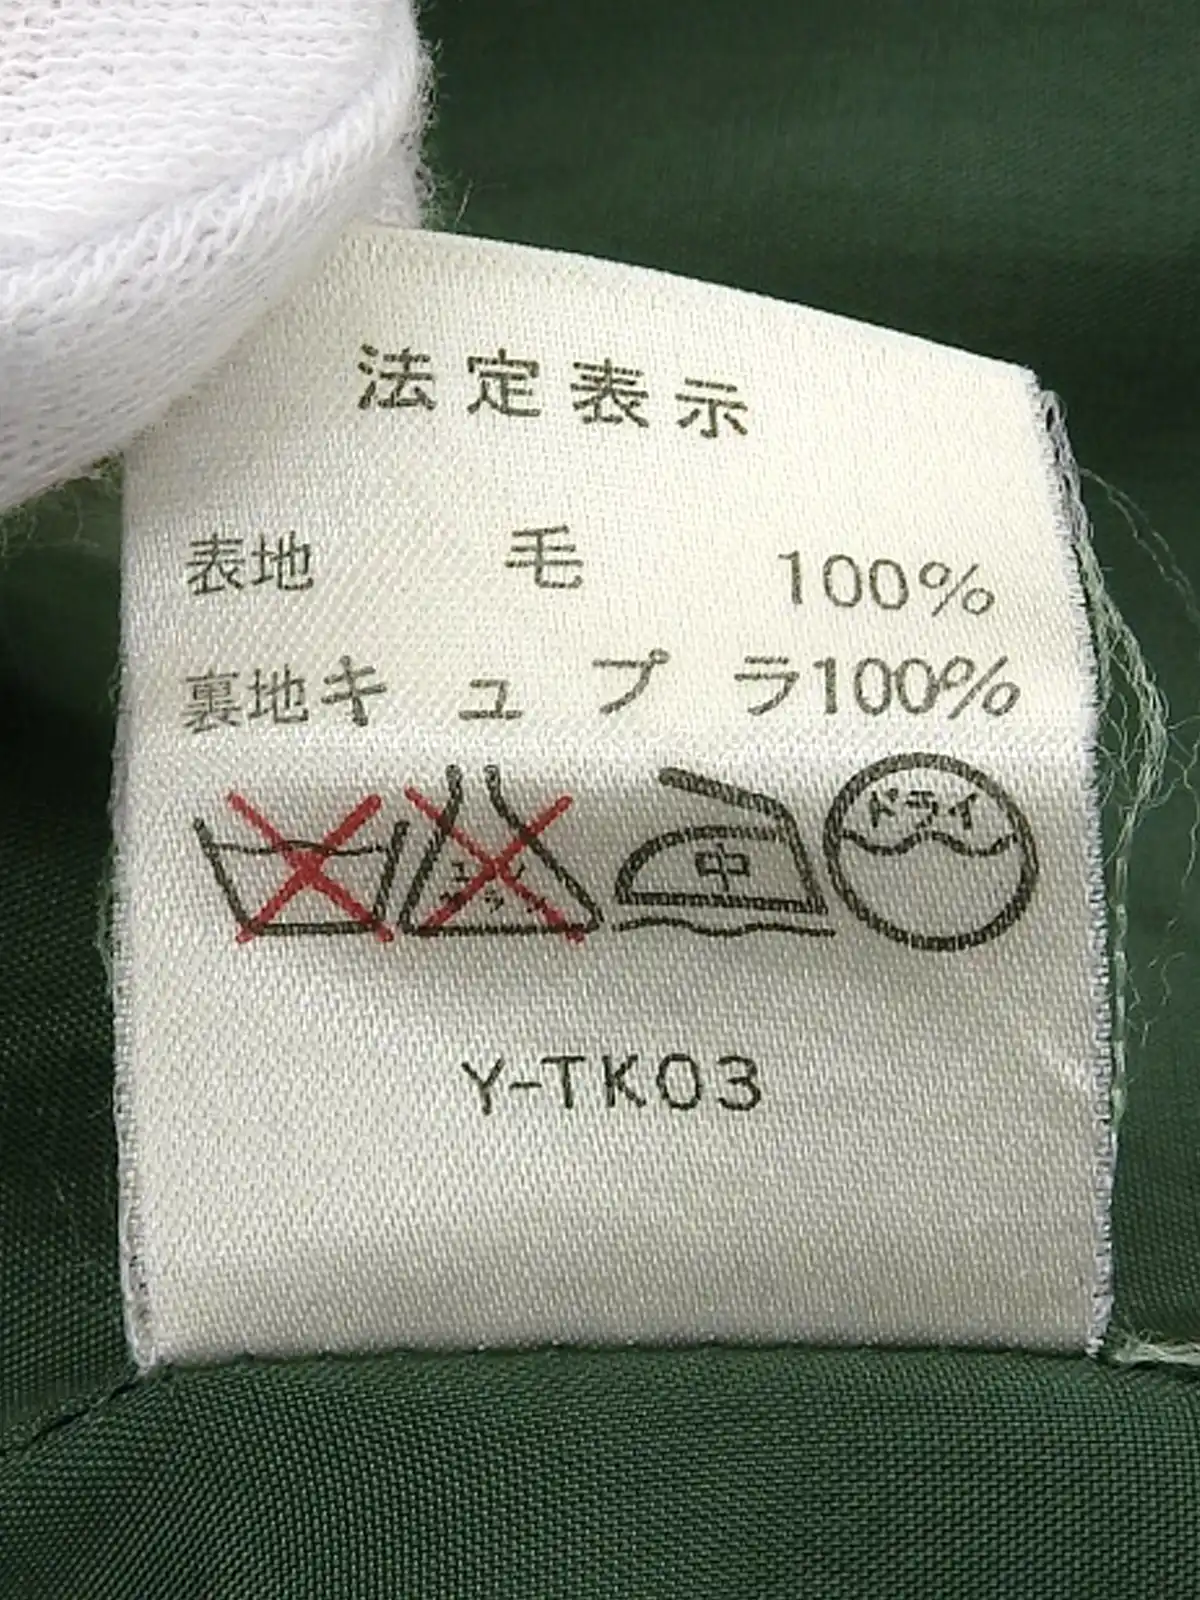 法定表示
表地 毛 100%
裏地キュプラ100%
中 ドライ
Y-TK03